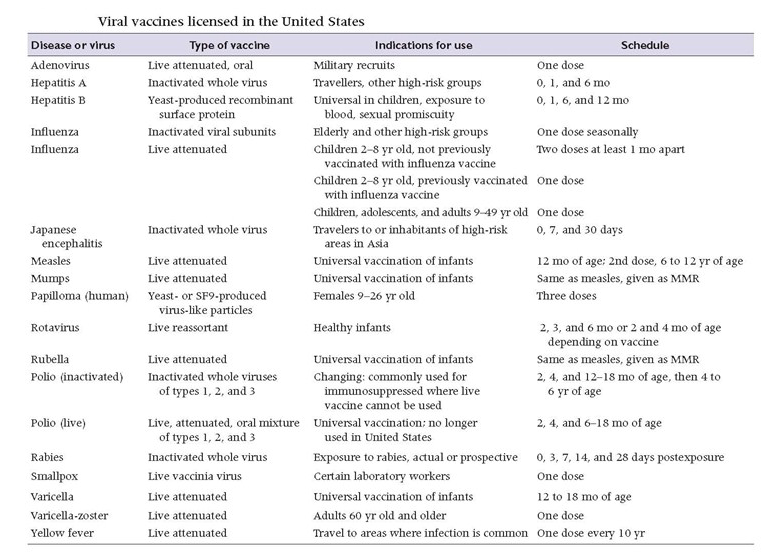 Viral vaccines licensed in the United States
Disease or virus Type of vaccine Indications for use Schedule
Adenovirus Live attenuated, oral Military recruits One dose
Hepatitis A Inactivated whole virus Travellers, other high-risk groups 0, 1, and 6 mo
Hepatitis B Yeast-produced recombinant Universal in children, exposure to 0, 1, 6, and 12 mo
surface protein blood, sexual promiscuity
Influenza Inactivated viral subunits Elderly and other high-risk groups One dose seasonally
Influenza Live attenuated Children 2–8 yr old, not previously Two doses at least 1 mo apart
vaccinated with influenza vaccine
Children 2–8 yr old, previously vaccinated One dose
with influenza vaccine
Children, adolescents, and adults 9–49 yr old One dose
Japanese Inactivated whole virus Travelers to or inhabitants of high-risk 0, 7, and 30 days
encephalitis areas in Asia
Measles Live attenuated Universal vaccination of infants 12 mo of age; 2nd dose, 6 to 12 yr of age
Mumps Live attenuated Universal vaccination of infants Same as measles, given as MMR
Papilloma (human) Yeast- or SF9-produced Females 9–26 yr old Three doses
virus-like particles
Rotavirus Live reassortant Healthy infants 2, 3, and 6 mo or 2 and 4 mo of age
depending on vaccine
Rubella Live attenuated Universal vaccination of infants Same as measles, given as MMR
Polio (inactivated) Inactivated whole viruses Changing: commonly used for 2, 4, and 12–18 mo of age, then 4 to
of types 1, 2, and 3 immunosuppressed where live 6 yr of age
vaccine cannot be used
Polio (live) Live, attenuated, oral mixture Universal vaccination; no longer 2, 4, and 6–18 mo of age
of types 1, 2, and 3 used in United States
Rabies Inactivated whole virus Exposure to rabies, actual or prospective 0, 3, 7, 14, and 28 days postexposure
Smallpox Live vaccinia virus Certain laboratory workers One dose
Varicella Live attenuated Universal vaccination of infants 12 to 18 mo of age
Varicella-zoster Live attenuated Adults 60 yr old and older One dose
Yellow fever Live attenuated Travel to areas where infection is common One dose every 10 yr